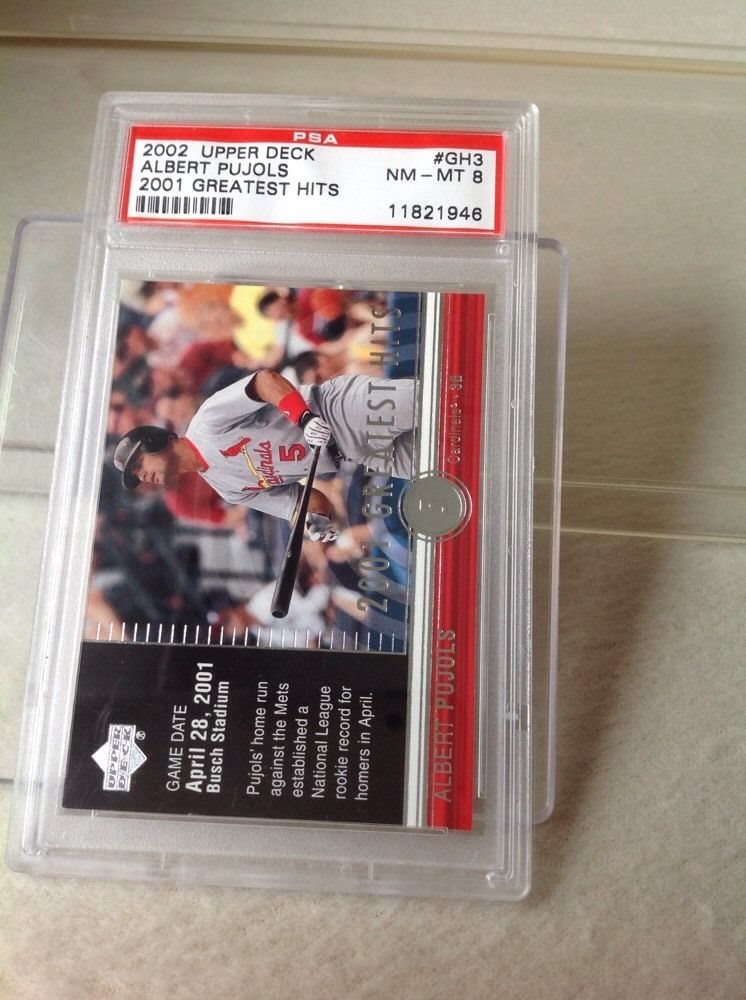 PSA
2002 UPPER DECK #GH3
ALBERT PUJOLS NM - MT 8
2001 GREATEST HITS
11821946
UPPER
DECK
®
GAME DATE
April 28, 2001
Busch Stadium
Pujols' home run
against the Mets
established a
National League
rookie record for
homers in April.
Cardinals
5
2001 GREATEST HITS
5
ALBERT PUJOLS
Cardinals® • 3B